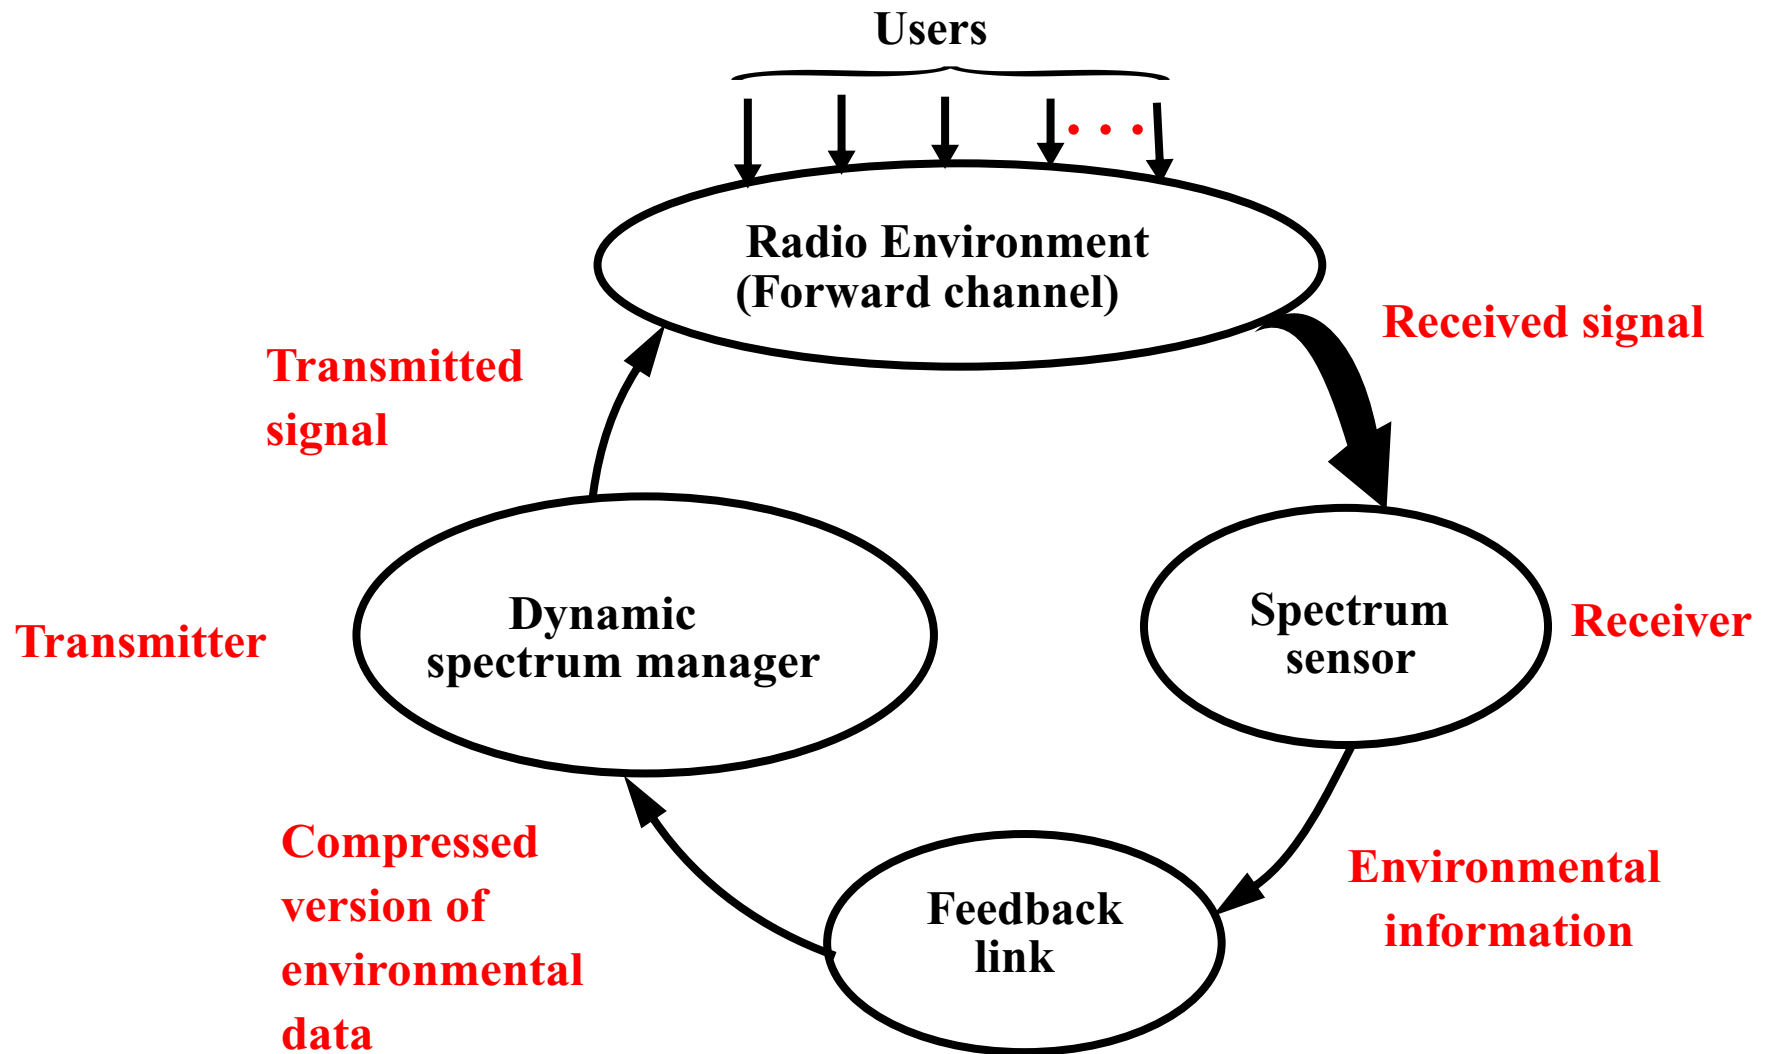 Users
. . .
Radio Environment
(Forward channel)
Received signal
Transmitted
signal
Dynamic
spectrum manager
Transmitter
Spectrum
sensor
Receiver
Compressed
version of
environmental
data
Feedback
link
Environmental
information